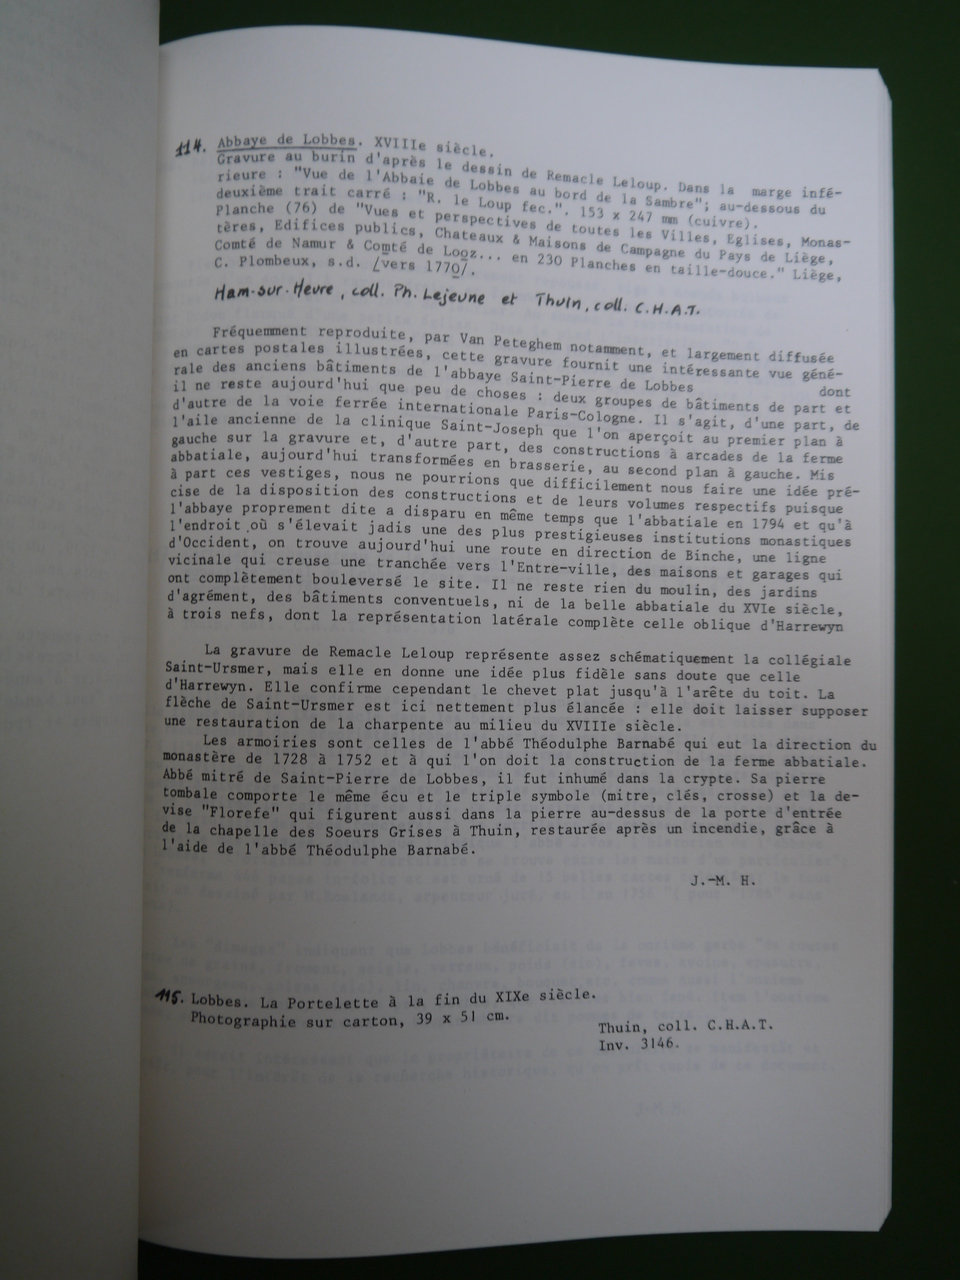 114. Abbaye de Lobbes. XVIIIe siècle.
Gravure au burin d'après le dessin de Remacle Leloup. Dans la marge infé-
rieure : "Vue de l'Abbaie de Lobbes au bord de la Sambre"; au-dessous du
deuxième trait carré : "R. le Loup fec.". 153 x 247 mm (cuivre).
Planche (76) de "Vues et perspectives de toutes les Villes, Eglises, Monas-
tères, Edifices publics, Chateaux & Maisons de Campagne du Pays de Liège,
Comté de Namur & Comté de Looz... en 230 Planches en taille-douce." Liège,
C. Plombeux, s.d. /vers 1770/.
Ham-sur-Heure, coll. Ph. Lejeune et Thuin, coll. C.H.A.T.
Fréquemment reproduite, par Van Peteghem notamment, et largement diffusée
en cartes postales illustrées, cette gravure fournit une intéressante vue géné-
rale des anciens bâtiments de l'abbaye Saint-Pierre de Lobbes dont
il ne reste aujourd'hui que peu de choses : deux groupes de bâtiments de part et
d'autre de la voie ferrée internationale Paris-Cologne. Il s'agit, d'une part, de
l'aile ancienne de la clinique Saint-Joseph que l'on aperçoit au premier plan à
gauche sur la gravure et, d'autre part, des constructions à arcades de la ferme
abbatiale, aujourd'hui transformées en brasserie, au second plan à gauche. Mis
à part ces vestiges, nous ne pourrions que difficilement nous faire une idée pré-
cise de la disposition des constructions et de leurs volumes respectifs puisque
l'abbaye proprement dite a disparu en même temps que l'abbatiale en 1794 et qu'à
l'endroit où s'élevait jadis une des plus prestigieuses institutions monastiques
d'Occident, on trouve aujourd'hui une route en direction de Binche, une ligne
vicinale qui creuse une tranchée vers l'Entre-ville, des maisons et garages qui
ont complètement bouleversé le site. Il ne reste rien du moulin, des jardins
d'agrément, des bâtiments conventuels, ni de la belle abbatiale du XVIe siècle,
à trois nefs, dont la représentation latérale complète celle oblique d'Harrewyn
La gravure de Remacle Leloup représente assez schématiquement la collégiale
Saint-Ursmer, mais elle en donne une idée plus fidèle sans doute que celle
d'Harrewyn. Elle confirme cependant le chevet plat jusqu'à l'arête du toit. La
flèche de Saint-Ursmer est ici nettement plus élancée : elle doit laisser supposer
une restauration de la charpente au milieu du XVIIIe siècle.
Les armoiries sont celles de l'abbé Théodulphe Barnabé qui eut la direction du
monastère de 1728 à 1752 et à qui l'on doit la construction de la ferme abbatiale.
Abbé mitré de Saint-Pierre de Lobbes, il fut inhumé dans la crypte. Sa pierre
tombale comporte le même écu et le triple symbole (mitre, clés, crosse) et la de-
vise "Florefe" qui figurent aussi dans la pierre au-dessus de la porte d'entrée
de la chapelle des Soeurs Grises à Thuin, restaurée après un incendie, grâce à
l'aide de l'abbé Théodulphe Barnabé.
J.-M. H.
115. Lobbes. La Portelette à la fin du XIXe siècle.
Photographie sur carton, 39 x 51 cm.
Thuin, coll. C.H.A.T.
Inv. 3146.